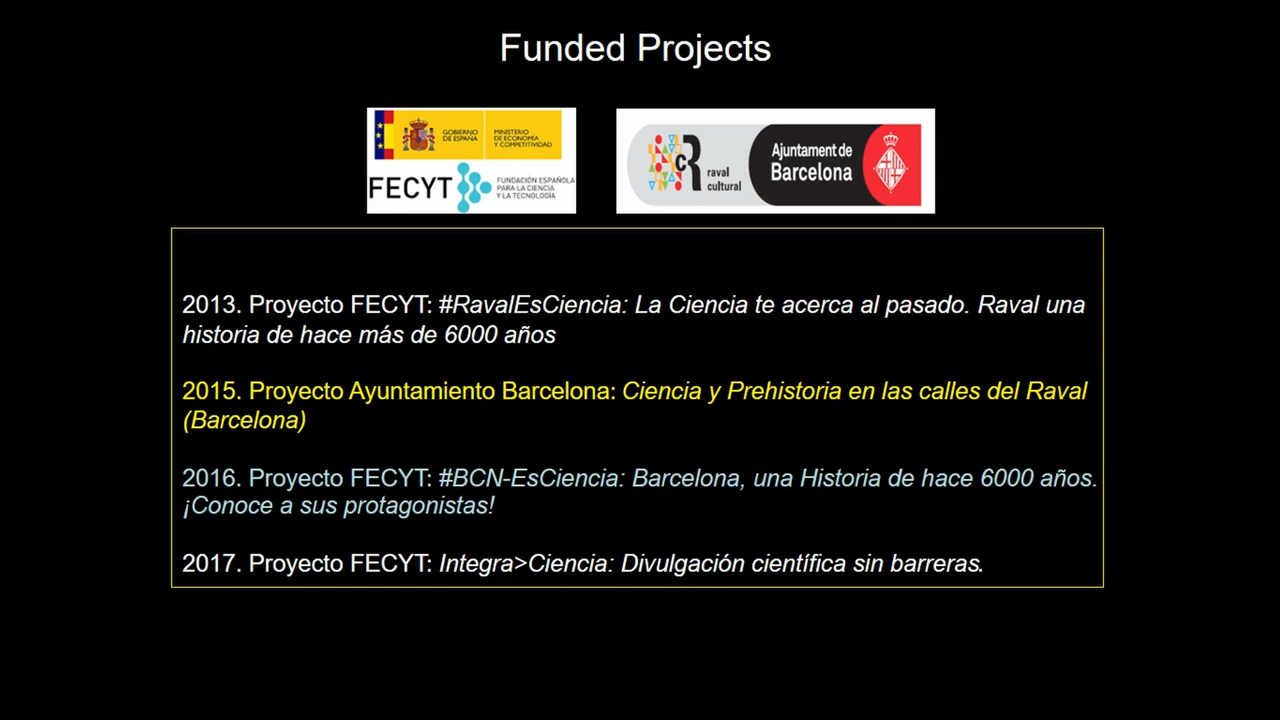 Funded Projects
GOBIERNO
DE ESPAÑA
MINISTERIO
DE ECONOMÍA
Y COMPETITIVIDAD
FECYT
FUNDACIÓN ESPAÑOLA
PARA LA CIENCIA
Y LA TECNOLOGÍA
CR
raval
cultural
Ajuntament de
Barcelona
2013. Proyecto FECYT: #RavalEsCiencia: La Ciencia te acerca al pasado. Raval una
historia de hace más de 6000 años
2015. Proyecto Ayuntamiento Barcelona: Ciencia y Prehistoria en las calles del Raval
(Barcelona)
2016. Proyecto FECYT: #BCN-EsCiencia: Barcelona, una Historia de hace 6000 años.
¡Conoce a sus protagonistas!
2017. Proyecto FECYT: Integra>Ciencia: Divulgación científica sin barreras.